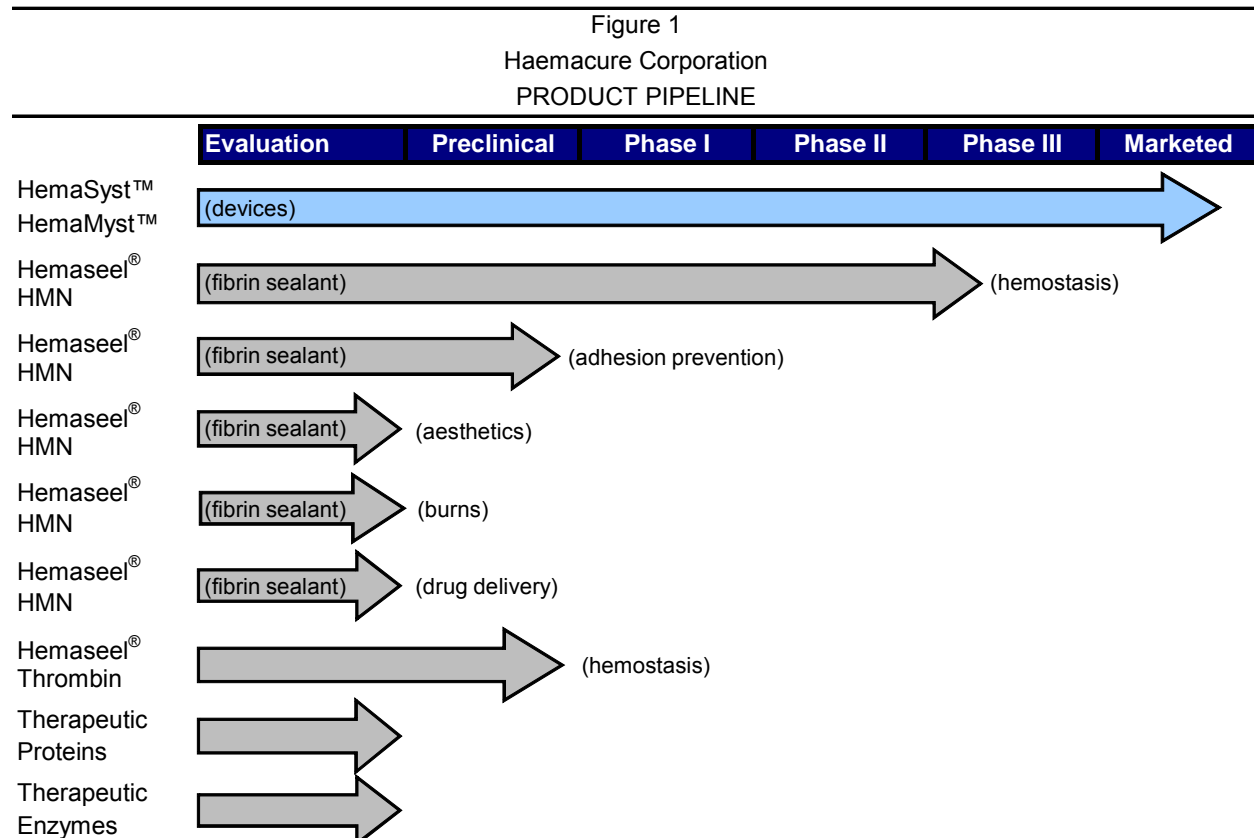 Figure 1
Haemacure Corporation
PRODUCT PIPELINE
Evaluation Preclinical Phase I Phase II Phase III Marketed
HemaSyst™
HemaMyst™
(devices)
Hemaseel®
HMN
(fibrin sealant)
(hemostasis)
Hemaseel®
HMN
(fibrin sealant)
(adhesion prevention)
Hemaseel®
HMN
(fibrin sealant)
(aesthetics)
Hemaseel®
HMN
(fibrin sealant)
(burns)
Hemaseel®
HMN
(fibrin sealant)
(drug delivery)
Hemaseel®
Thrombin
(hemostasis)
Therapeutic
Proteins
Therapeutic
Enzymes